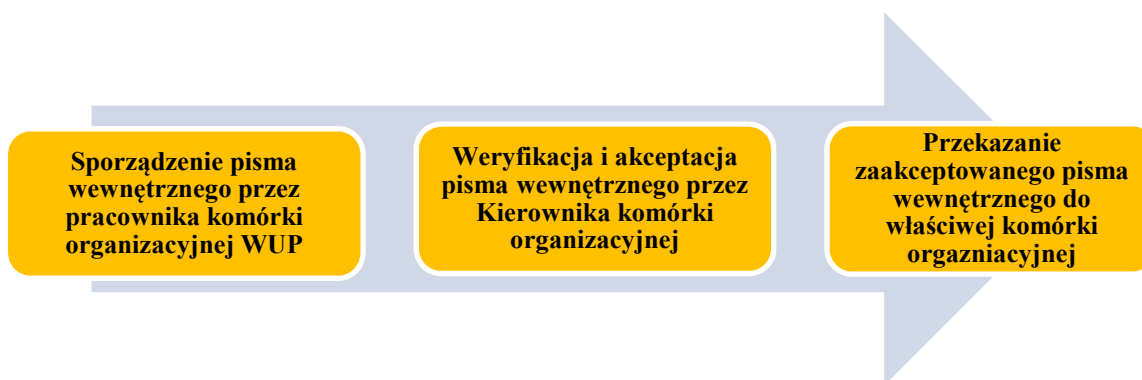 Sporządzenie pisma
wewnętrznego przez
pracownika komórki
organizacyjnej WUP
Weryfikacja i akceptacja
pisma wewnętrznego przez
Kierownika komórki
organizacyjnej
Przekazanie
zaakceptowanego pisma
wewnętrznego do
właściwej komórki
orgazniacyjnej